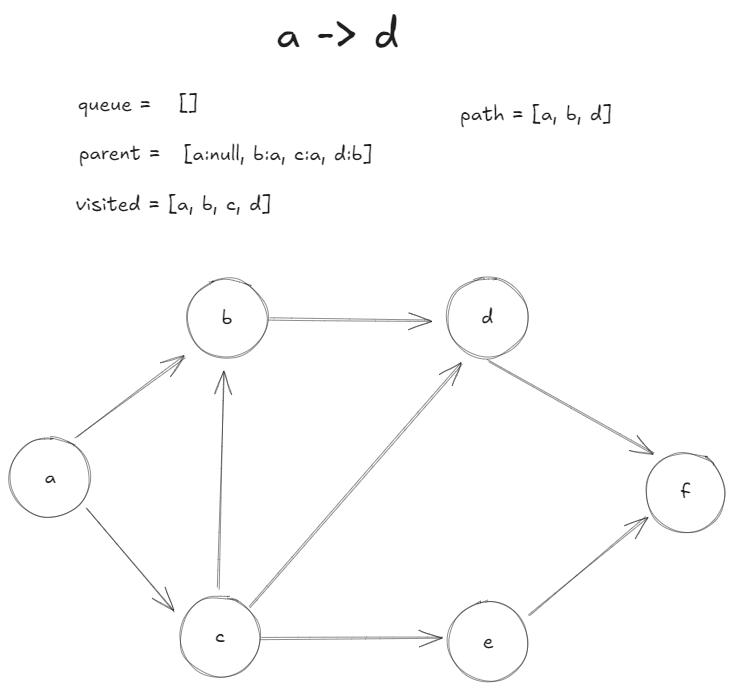 a -> d
queue = []
path = [a, b, d]
parent = [a:null, b:a, c:a, d:b]
visited = [a, b, c, d]
b
d
a
f
c
e